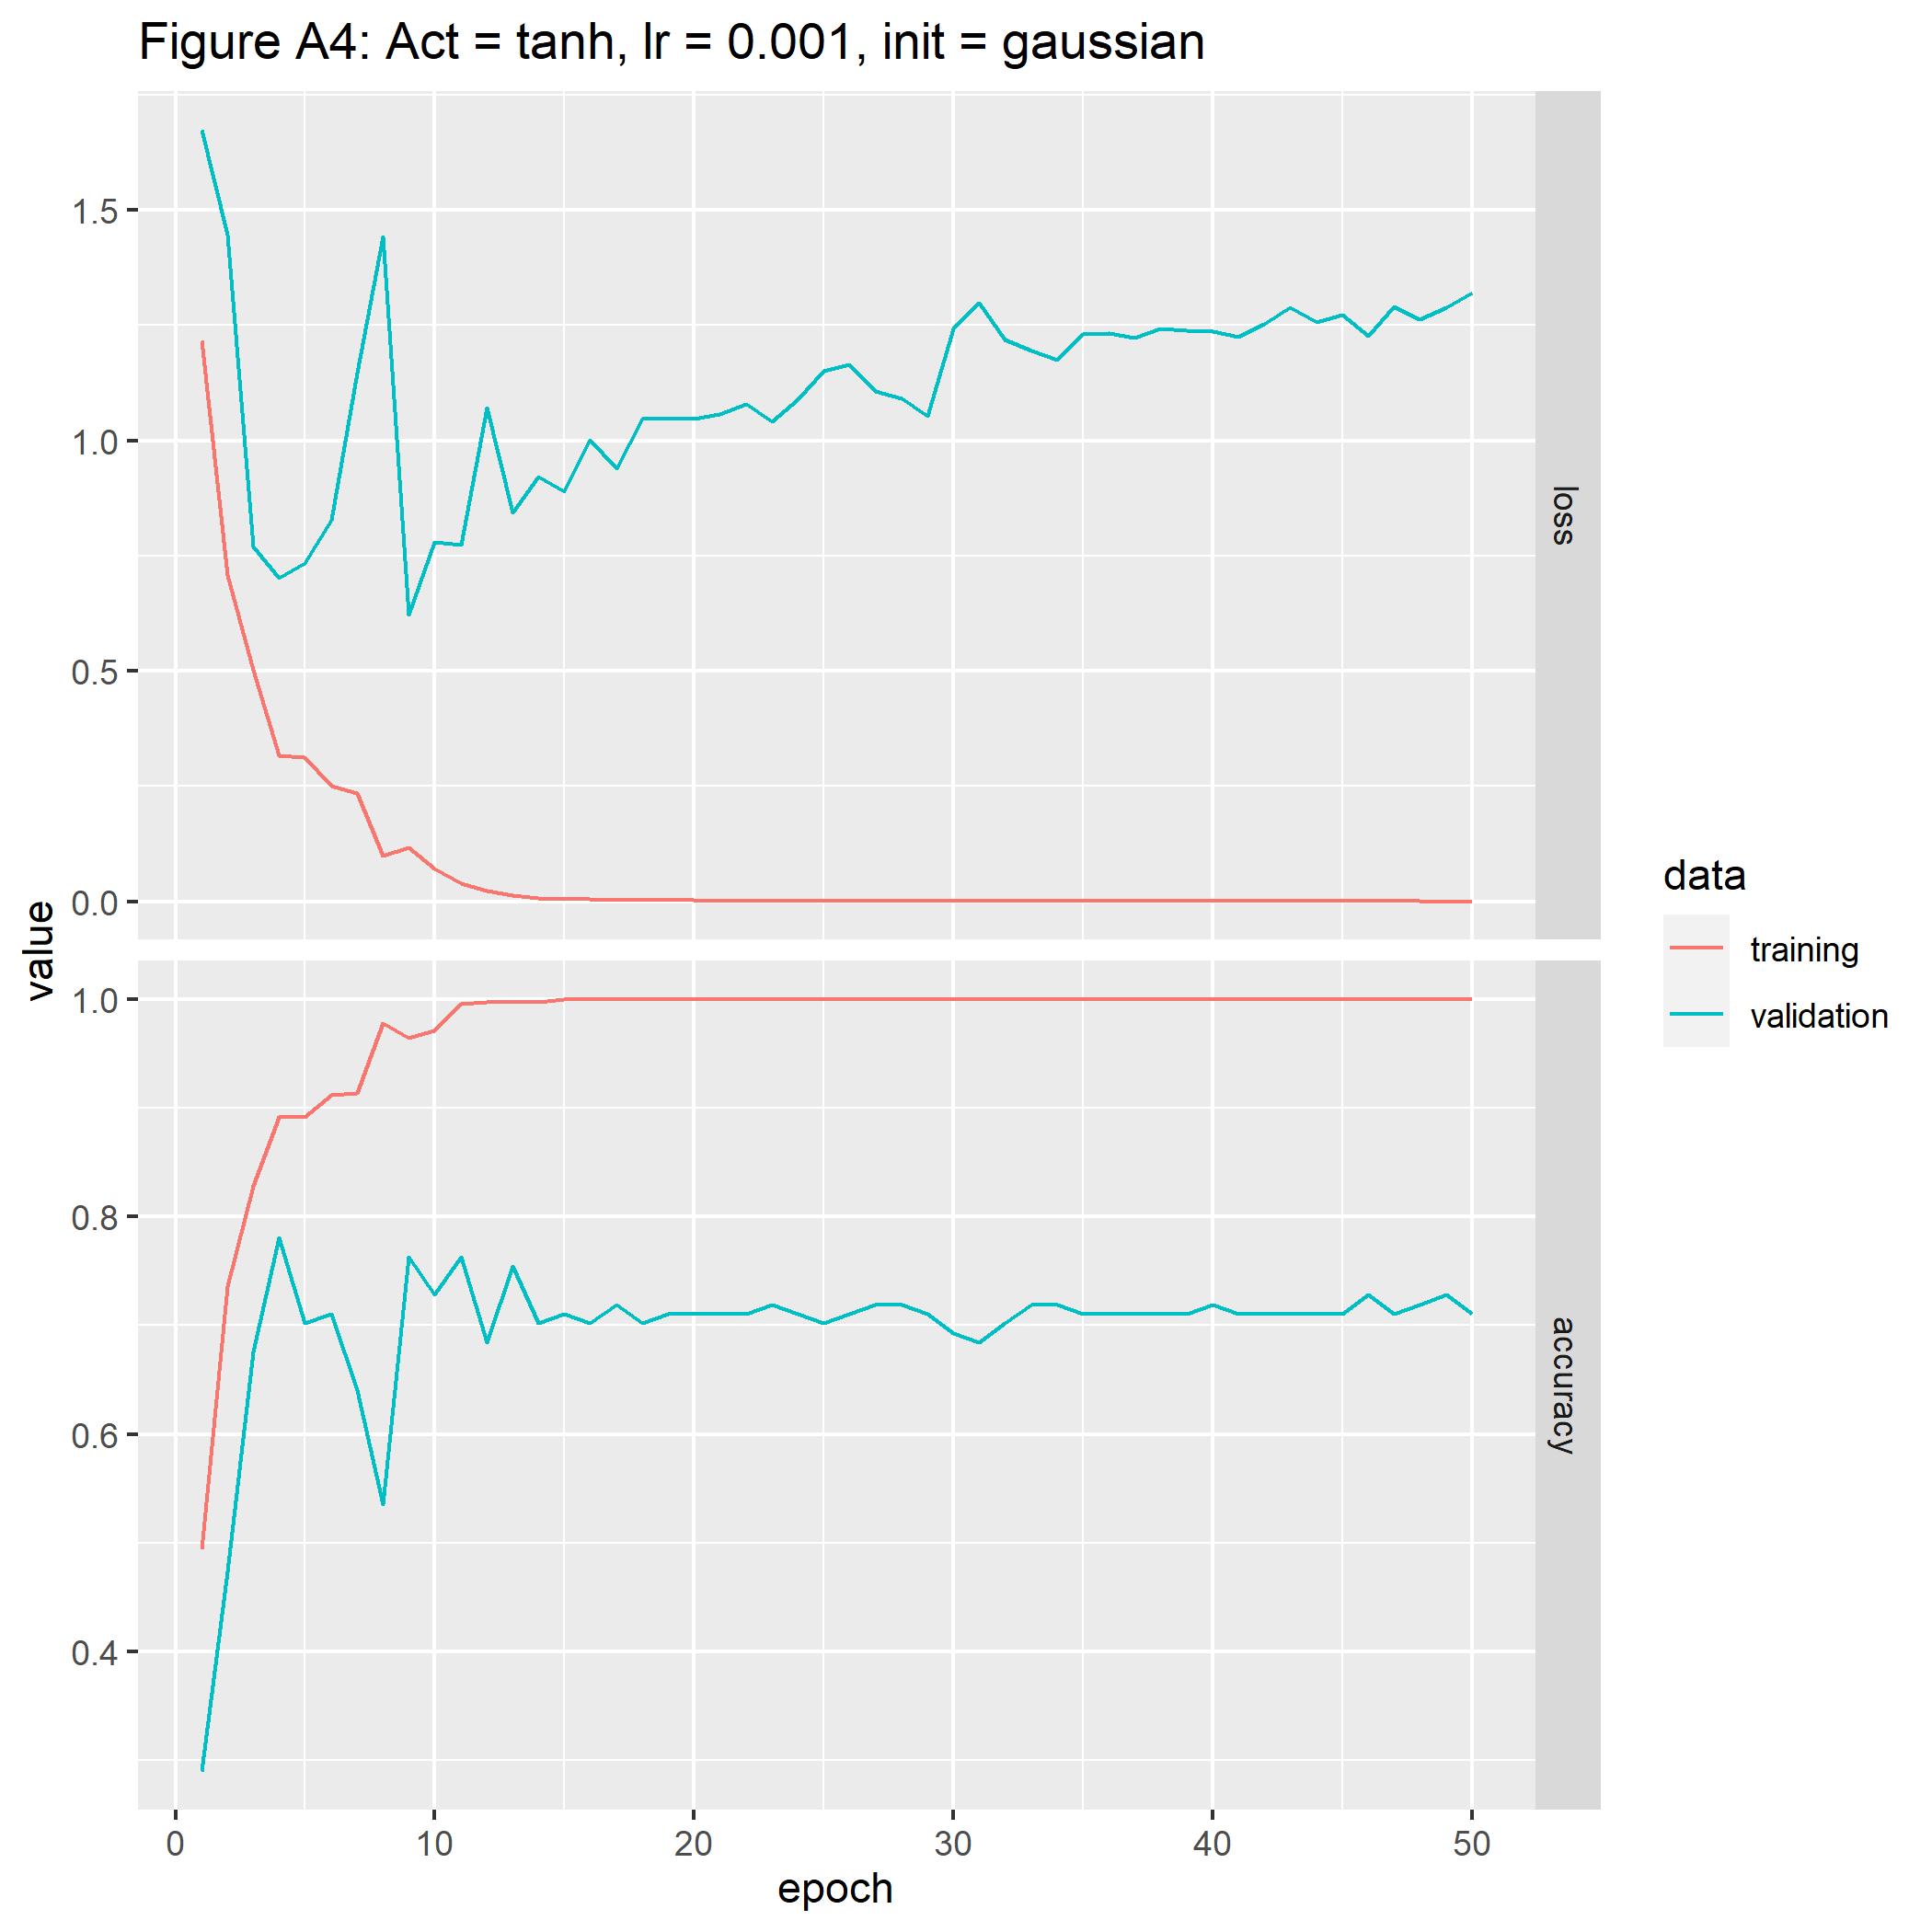 Figure A4: Act = tanh, lr = 0.001, init = gaussian
1.5
1.0
0.5
0.0
loss
value
1.0
0.8
0.6
0.4
accuracy
0 10 20 30 40 50
epoch
data
training
validation